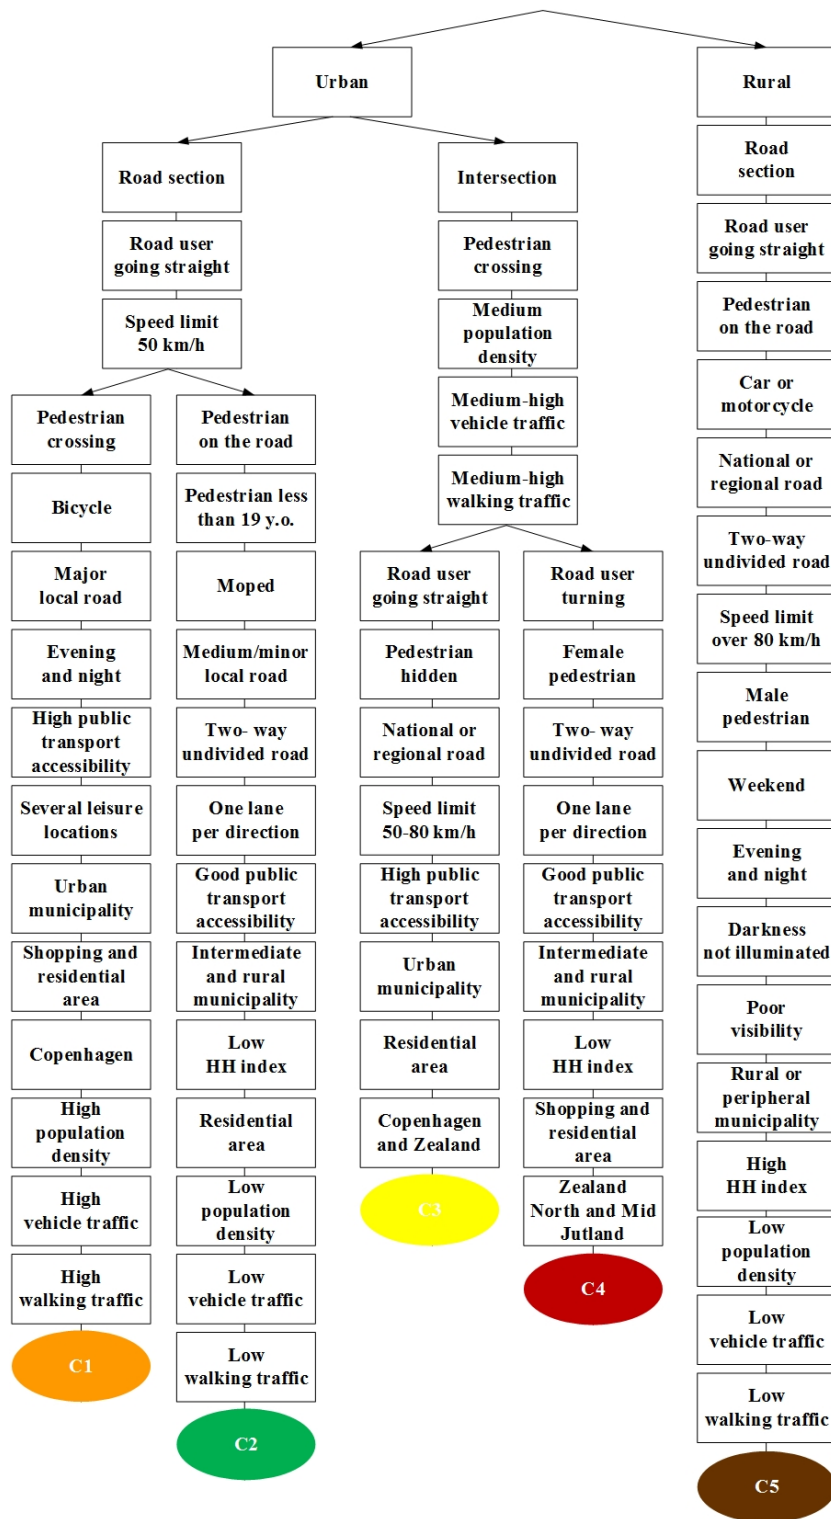 Urban
Rural
Road section
Intersection
Road
section
Road user
going straight
Pedestrian
crossing
Road user
going straight
Speed limit
50 km/h
Medium
population
density
Pedestrian
on the road
Pedestrian
crossing
Pedestrian
on the road
Medium-high
vehicle traffic
Car or
motorcycle
Bicycle
Pedestrian less
than 19 y.o.
Medium-high
walking traffic
National or
regional road
Major
local road
Moped
Road user
going straight
Road user
turning
Two-way
undivided road
Evening
and night
Medium/minor
local road
Pedestrian
hidden
Female
pedestrian
Speed limit
over 80 km/h
High public
transport
accessibility
Two- way
undivided road
National or
regional road
Two-way
undivided road
Male
pedestrian
Several leisure
locations
One lane
per direction
Speed limit
50-80 km/h
One lane
per direction
Weekend
Urban
municipality
Good public
transport
accessibility
High public
transport
accessibility
Good public
transport
accessibility
Evening
and night
Shopping and
residential
area
Intermediate
and rural
municipality
Urban
municipality
Intermediate
and rural
municipality
Darkness
not illuminated
Copenhagen
Low
HH index
Residential
area
Low
HH index
Poor
visibility
High
population
density
Residential
area
Copenhagen
and Zealand
Shopping and
residential
area
Rural or
peripheral
municipality
High
vehicle traffic
Low
population
density
C3
Zealand
North and Mid
Jutland
High
HH index
High
walking traffic
Low
vehicle traffic
C4
Low
population
density
C1
Low
walking traffic
Low
vehicle traffic
C2
Low
walking traffic
C5